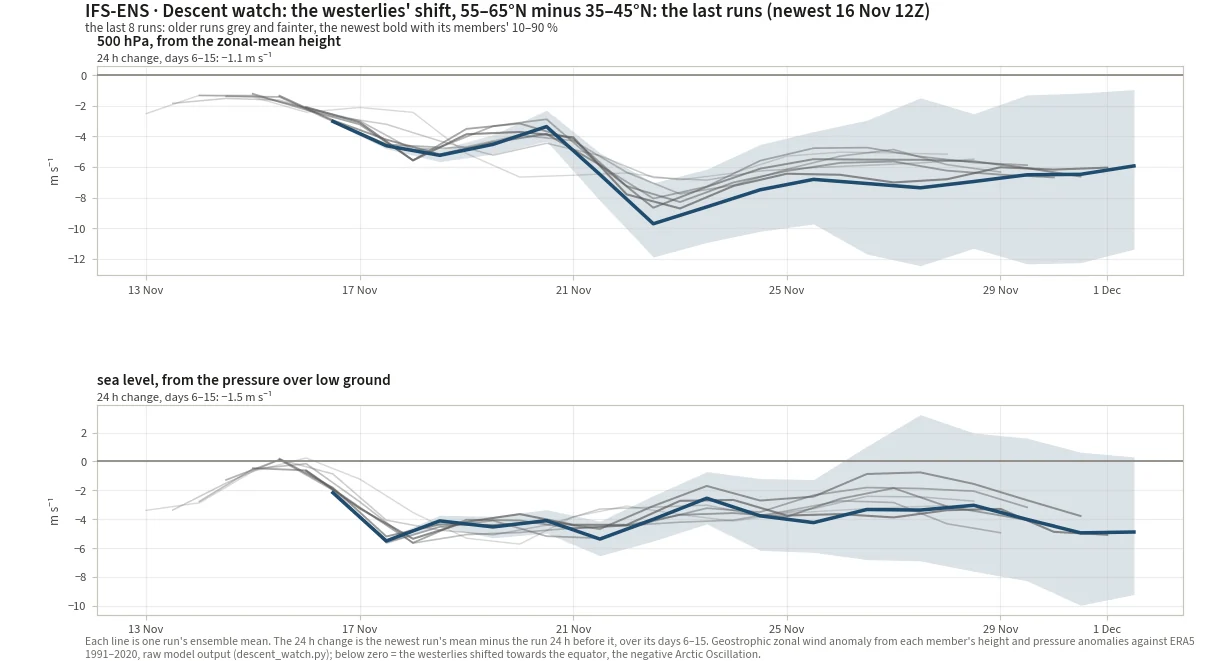 IFS-ENS · Descent watch: the westerlies' shift, 55–65°N minus 35–45°N: the last runs (newest 16 Nov 12Z)
the last 8 runs: older runs grey and fainter, the newest bold with its members' 10–90 %
500 hPa, from the zonal-mean height
24 h change, days 6–15: −1.1 m s⁻¹
0
−2
−4
−6
−8
−10
−12
m s⁻¹
13 Nov 17 Nov 21 Nov 25 Nov 29 Nov 1 Dec
sea level, from the pressure over low ground
24 h change, days 6–15: −1.5 m s⁻¹
2
0
−2
−4
−6
−8
−10
m s⁻¹
13 Nov 17 Nov 21 Nov 25 Nov 29 Nov 1 Dec
Each line is one run's ensemble mean. The 24 h change is the newest run's mean minus the run 24 h before it, over its days 6–15. Geostrophic zonal wind anomaly from each member's height and pressure anomalies against ERA5
1991–2020, raw model output (descent_watch.py); below zero = the westerlies shifted towards the equator, the negative Arctic Oscillation.